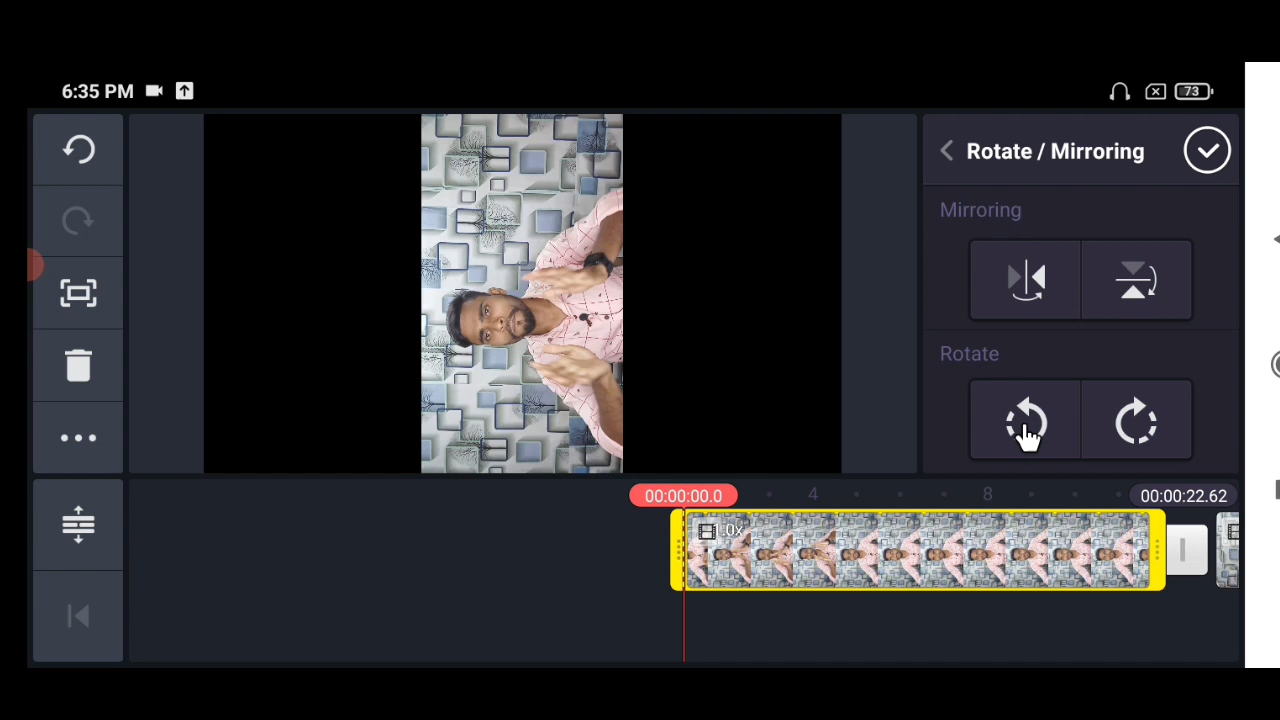 6:35 PM
73
Rotate / Mirroring
Mirroring
Rotate
00:00:00.0
4
8
00:00:22.62
1.0x